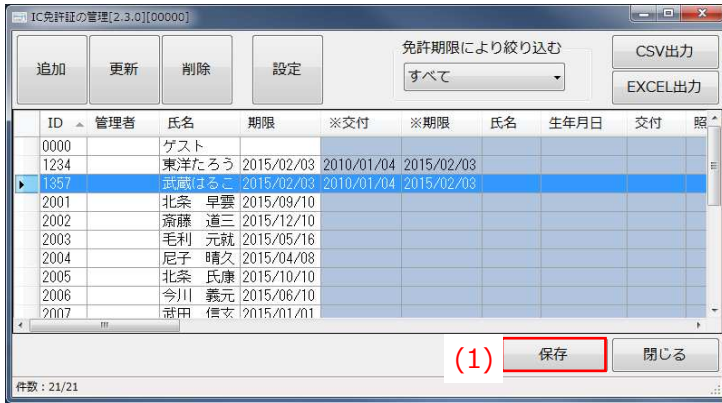 IC免許証の管理[2.3.0][00000]
追加 更新 削除 設定 免許期限により絞り込む すべて CSV出力
EXCEL出力
ID 管理者 氏名 期限 ※交付 ※期限 氏名 生年月日 交付 照
0000 ゲスト
1234 東洋たろう 2015/02/03 2010/01/04 2015/02/03
1357 武蔵はるこ 2015/02/03 2010/01/04 2015/02/03
2001 北条 早雲 2015/09/10
2002 斎藤 道三 2015/12/10
2003 毛利 元就 2015/05/16
2004 尼子 晴久 2015/04/08
2005 北条 氏康 2015/10/10
2006 今川 義元 2015/06/10
2007 武田 信玄 2015/01/01
(1) 保存 閉じる
件数：21/21